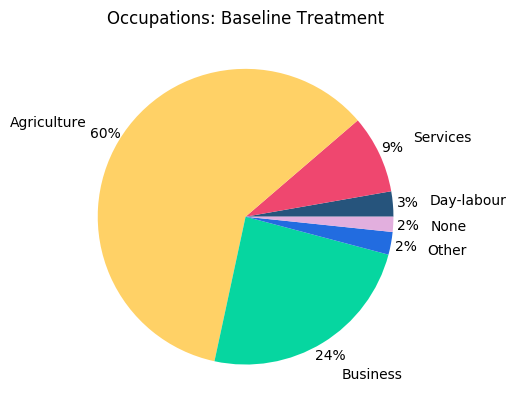 Occupations: Baseline Treatment
Agriculture
60%
9%
Services
3%
Day-labour
2%
None
2%
Other
24%
Business